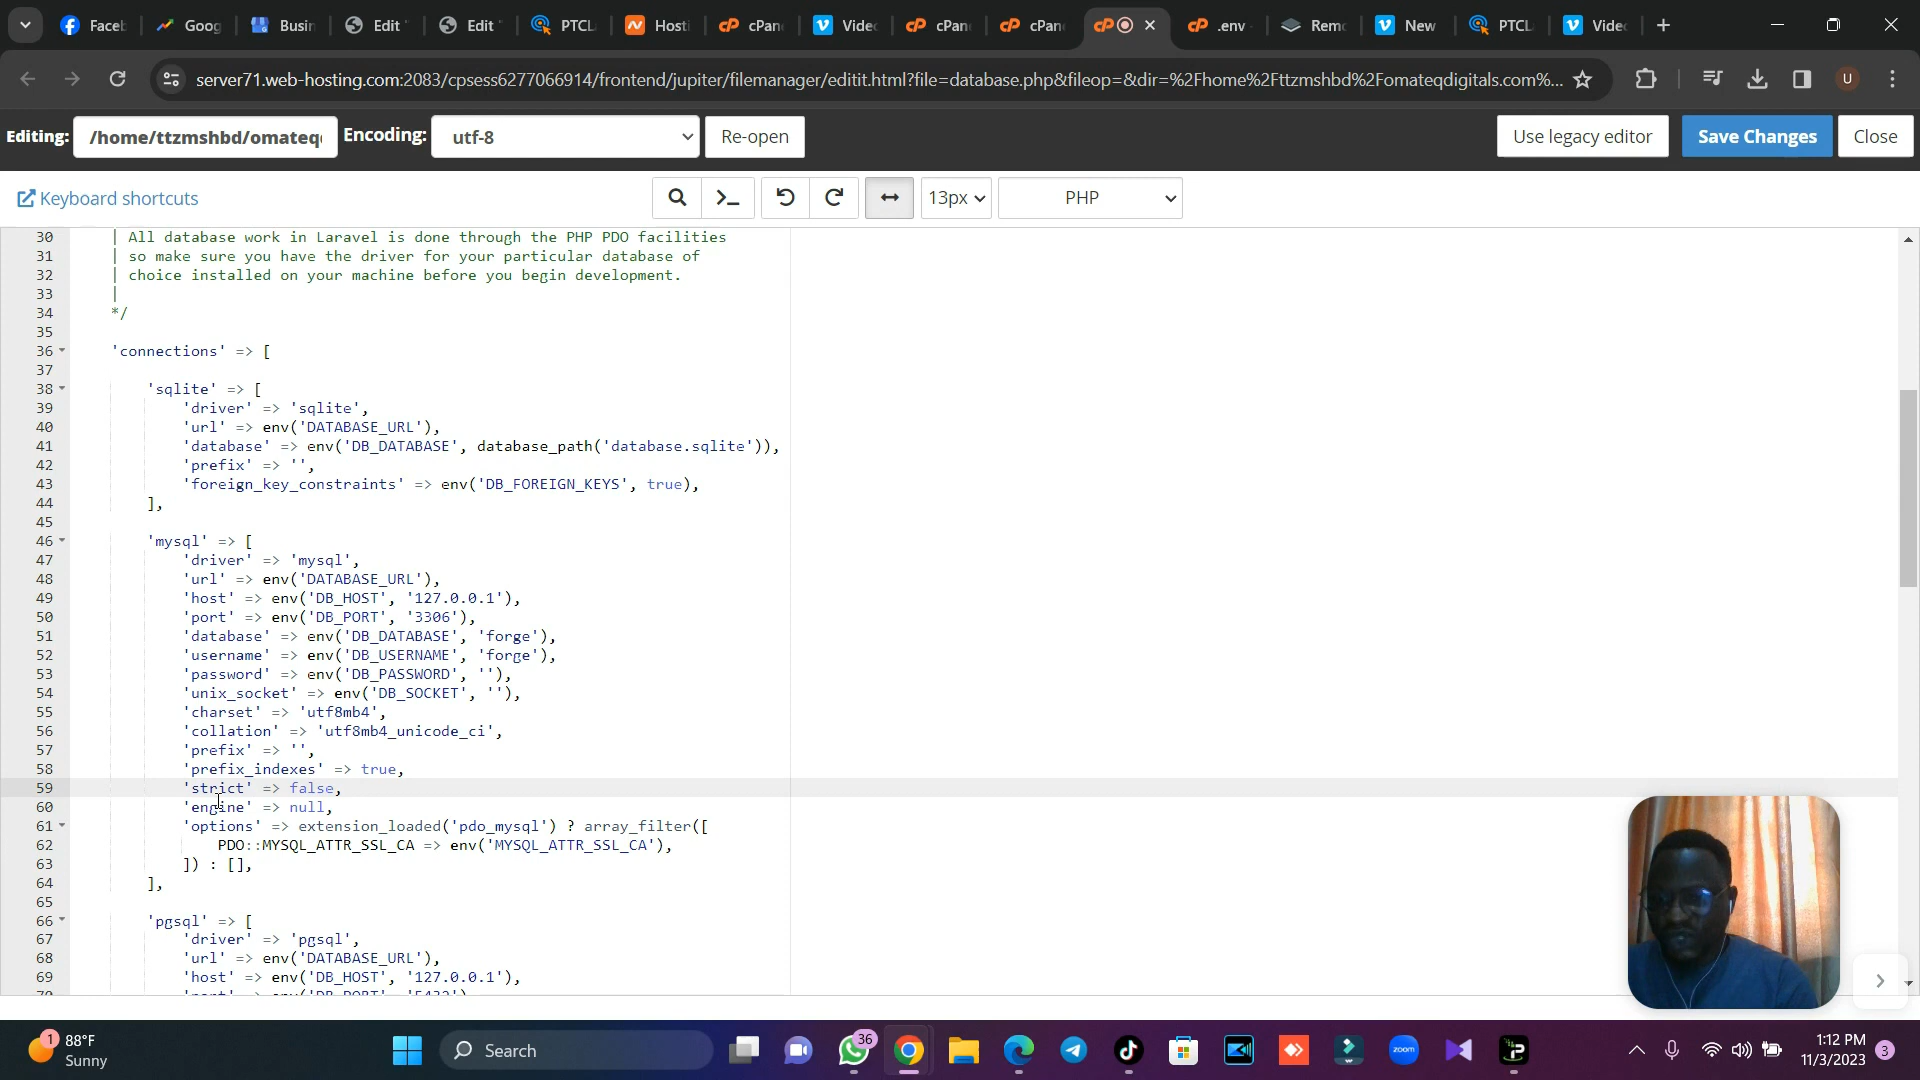 Faceb
Goog
Busin
Edit
Edit
PTCL
Hosti
cPane
Vide
cPan
cPan
.env
Remo
New
PTCL
Vide
server71.web-hosting.com:2083/cpsess6277066914/frontend/jupiter/filemanager/editit.html?file=database.php&fileop=&dir=%2Fhome%2Fttzmshbd%2Fomateqdigitals.com%...
U
Editing:
/home/ttzmshbd/omateq
Encoding:
utf-8
Re-open
Use legacy editor
Save Changes
Close
Keyboard shortcuts
13px
PHP
30 | All database work in Laravel is done through the PHP PDO facilities
31 | so make sure you have the driver for your particular database of
32 | choice installed on your machine before you begin development.
33 |
34 */
35
36 'connections' => [
37
38 'sqlite' => [
39 'driver' => 'sqlite',
40 'url' => env('DATABASE_URL'),
41 'database' => env('DB_DATABASE', database_path('database.sqlite')),
42 'prefix' => '',
43 'foreign_key_constraints' => env('DB_FOREIGN_KEYS', true),
44 ],
45
46 'mysql' => [
47 'driver' => 'mysql',
48 'url' => env('DATABASE_URL'),
49 'host' => env('DB_HOST', '127.0.0.1'),
50 'port' => env('DB_PORT', '3306'),
51 'database' => env('DB_DATABASE', 'forge'),
52 'username' => env('DB_USERNAME', 'forge'),
53 'password' => env('DB_PASSWORD', ''),
54 'unix_socket' => env('DB_SOCKET', ''),
55 'charset' => 'utf8mb4',
56 'collation' => 'utf8mb4_unicode_ci',
57 'prefix' => '',
58 'prefix_indexes' => true,
59 'strict' => false,
60 'engine' => null,
61 'options' => extension_loaded('pdo_mysql') ? array_filter([
62 PDO::MYSQL_ATTR_SSL_CA => env('MYSQL_ATTR_SSL_CA'),
63 ]) : [],
64 ],
65
66 'pgsql' => [
67 'driver' => 'pgsql',
68 'url' => env('DATABASE_URL'),
69 'host' => env('DB_HOST', '127.0.0.1'),
70 'port' => env('DB_PORT', '5432')
1
88°F
Sunny
Search
36
zoom
1:12 PM
11/3/2023
3